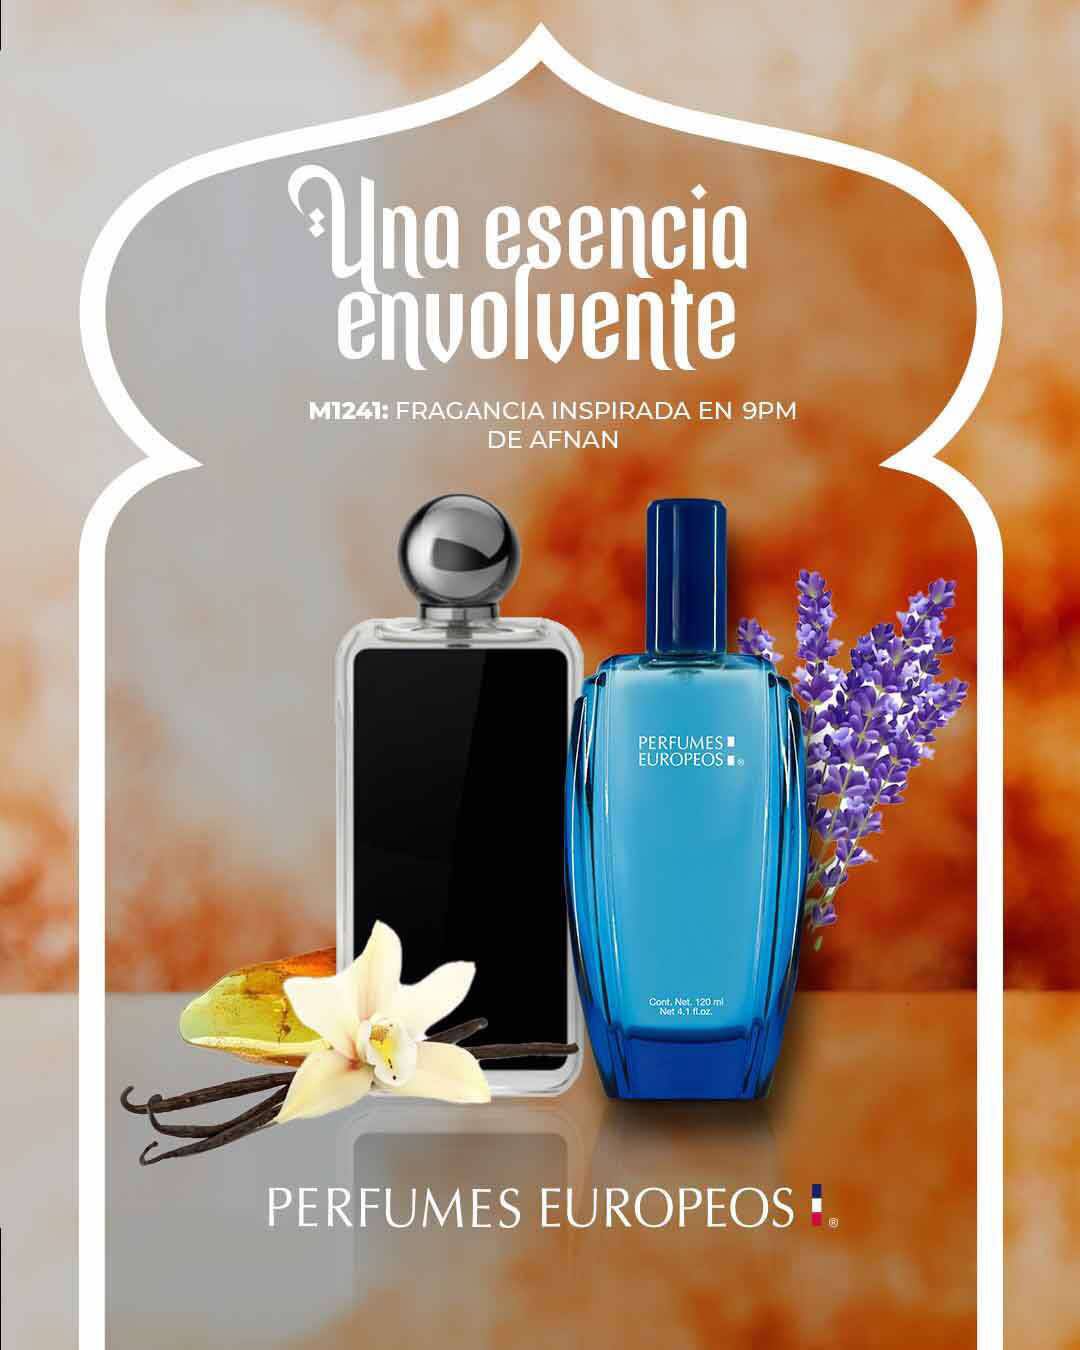 Una esencia
envolvente
M1241: FRAGANCIA INSPIRADA EN 9PM
DE AFNAN
PERFUMES
EUROPEOS ®
Cont. Net. 120 ml
Net 4.1 fl.oz.
PERFUMES EUROPEOS ®